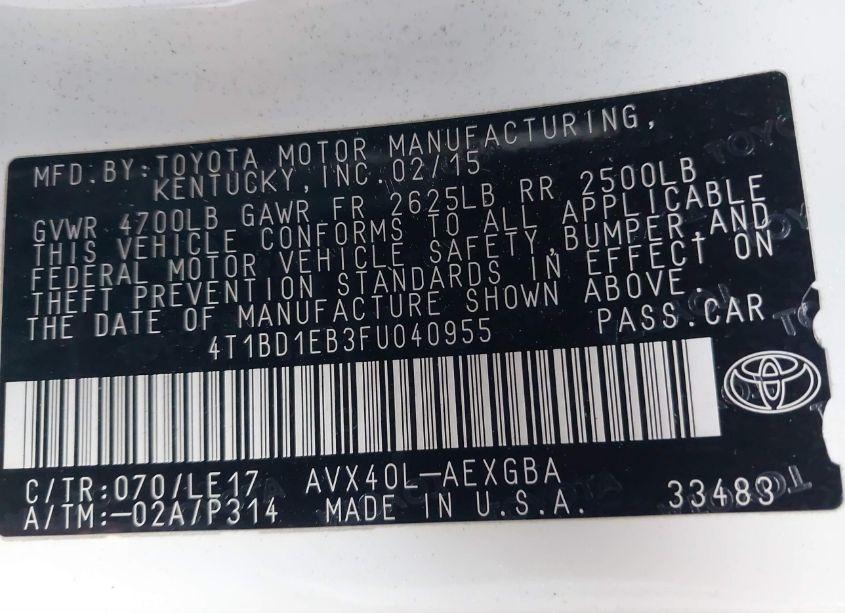 MFD.BY:TOYOTA MOTOR MANUFACTURING,
KENTUCKY,INC.02/15
GVWR 4700LB GAWR FR 2625LB RR 2500LB
THIS VEHICLE CONFORMS TO ALL APPLICABLE
FEDERAL MOTOR VEHICLE SAFETY,BUMPER,AND
THEFT PREVENTION STANDARDS IN EFFECT ON
THE DATE OF MANUFACTURE SHOWN ABOVE.
4T1BD1EB3FU040955 PASS.CAR
C/TR:070/LE17 AVX40L-AEXGBA
A/TM:-02A/P314 MADE IN U.S.A. 33483